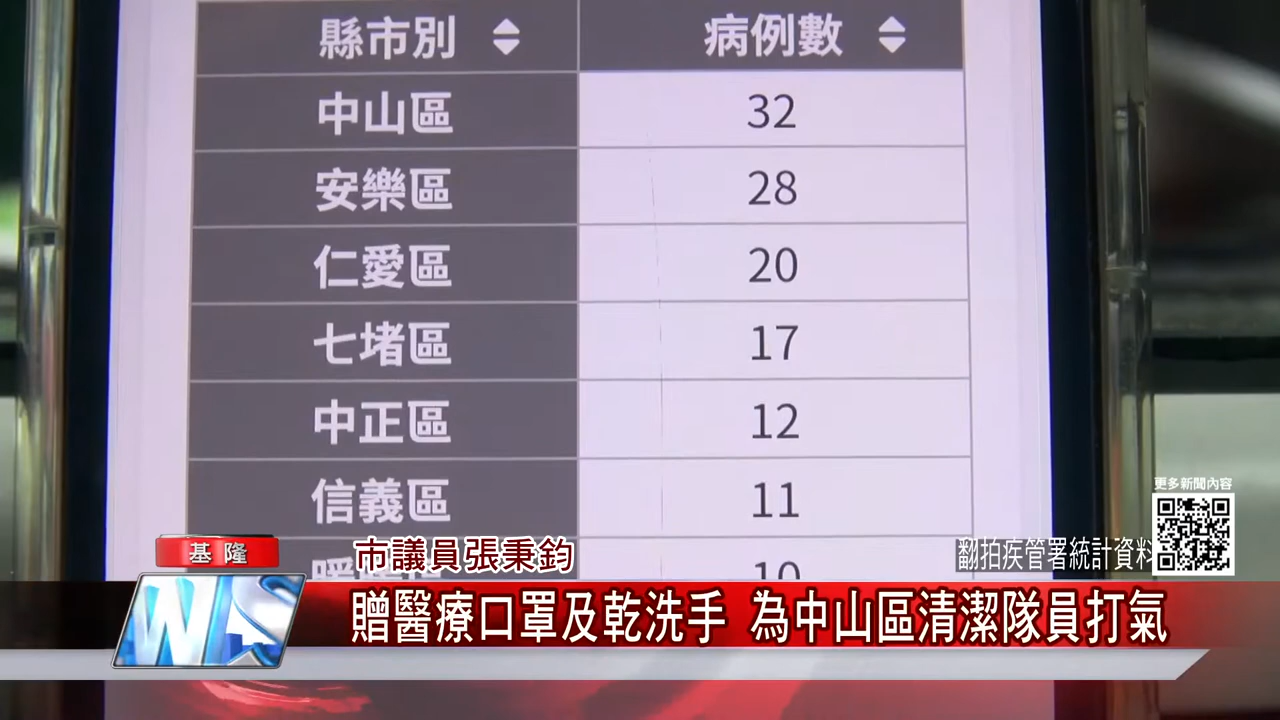 縣市別 病例數
中山區 32
安樂區 28
仁愛區 20
七堵區 17
中正區 12
信義區 11
10
更多新聞內容
基隆
市議員張秉鈞
翻拍疾管署統計資料
贈醫療口罩及乾洗手 為中山區清潔隊員打氣